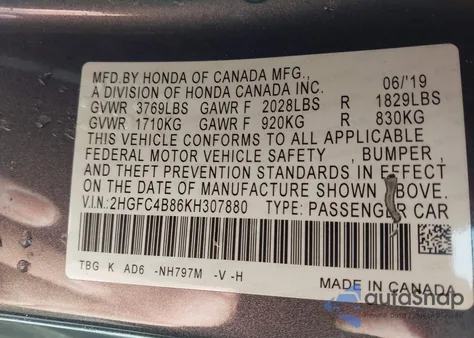 MFD.BY HONDA OF CANADA MFG., 06/'19
A DIVISION OF HONDA CANADA INC.
GVWR 3769LBS GAWR F 2028LBS R 1829LBS
GVWR 1710KG GAWR F 920KG R 830KG
THIS VEHICLE CONFORMS TO ALL APPLICABLE
FEDERAL MOTOR VEHICLE SAFETY , BUMPER ,
AND THEFT PREVENTION STANDARDS IN EFFECT
ON THE DATE OF MANUFACTURE SHOWN ABOVE.
V.I.N:2HGFC4B86KH307880 TYPE: PASSENGER CAR
TBG K AD6 -NH797M -V -H
MADE IN CANADA
autoSnap